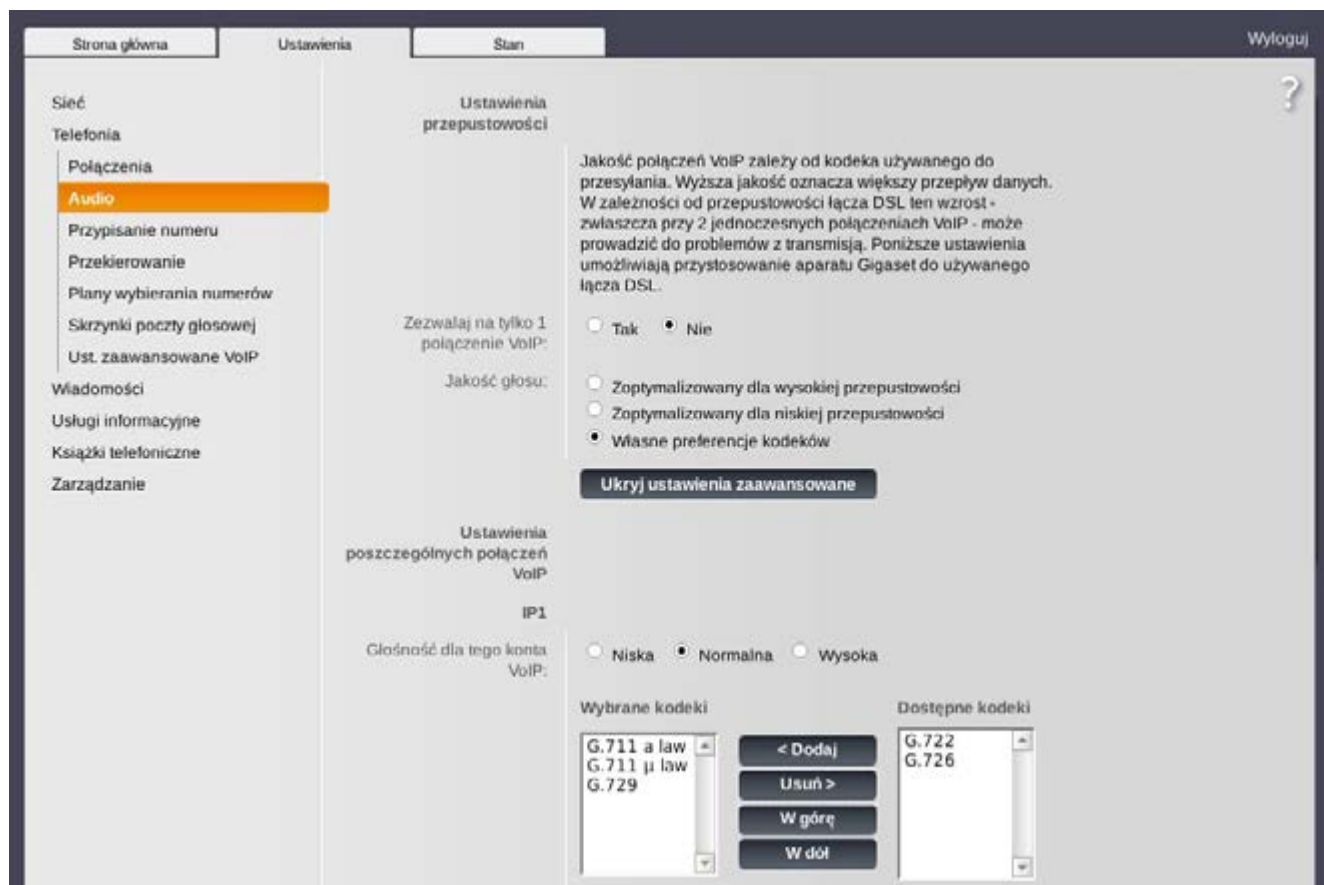 Strona główna
Ustawienia
Stan
Wyloguj
?
Sieć
Telefonia
Połączenia
Audio
Przypisanie numeru
Przekierowanie
Plany wybierania numerów
Skrzynki poczty głosowej
Ust. zaawansowane VoIP
Wiadomości
Usługi informacyjne
Książki telefoniczne
Zarządzanie
Ustawienia
przepustowości
Jakość połączeń VoIP zależy od kodeka używanego do
przesyłania. Wyższa jakość oznacza większy przepływ danych.
W zależności od przepustowości łącza DSL ten wzrost -
zwłaszcza przy 2 jednoczesnych połączeniach VoIP - może
prowadzić do problemów z transmisją. Poniższe ustawienia
umożliwiają przystosowanie aparatu Gigaset do używanego
łącza DSL.
Zezwalaj na tylko 1
połączenie VoIP:
Tak Nie
Jakość głosu:
Zoptymalizowany dla wysokiej przepustowości
Zoptymalizowany dla niskiej przepustowości
Własne preferencje kodeków
Ukryj ustawienia zaawansowane
Ustawienia
poszczególnych połączeń
VoIP
IP1
Głośność dla tego konta
VoIP:
Niska Normalna Wysoka
Wybrane kodeki
G.711 a law
G.711 µ law
G.729
< Dodaj
Usuń >
W górę
W dół
Dostępne kodeki
G.722
G.726